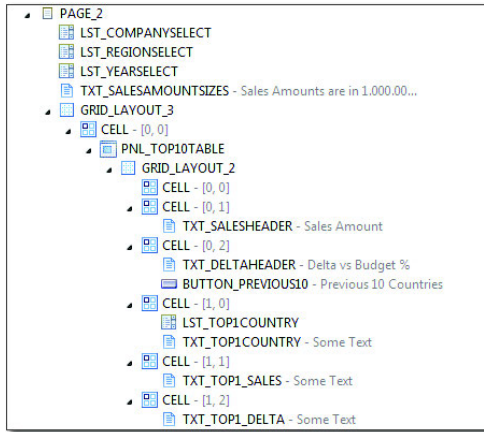 PAGE_2
LST_COMPANYSELECT
LST_REGIONSELECT
LST_YEARSELECT
TXT_SALESAMOUNTSIZES - Sales Amounts are in 1.000.00...
GRID_LAYOUT_3
CELL - [0, 0]
PNL_TOP10TABLE
GRID_LAYOUT_2
CELL - [0, 0]
CELL - [0, 1]
TXT_SALESHEADER - Sales Amount
CELL - [0, 2]
TXT_DELTAHEADER - Delta vs Budget %
BUTTON_PREVIOUS10 - Previous 10 Countries
CELL - [1, 0]
LST_TOP1COUNTRY
TXT_TOP1COUNTRY - Some Text
CELL - [1, 1]
TXT_TOP1_SALES - Some Text
CELL - [1, 2]
TXT_TOP1_DELTA - Some Text